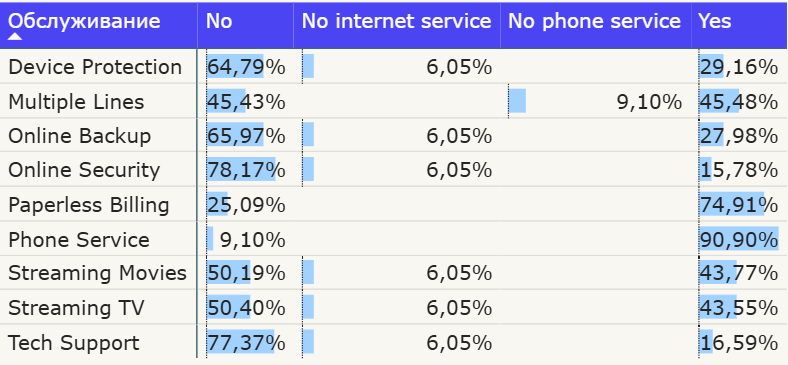 Обслуживание No No internet service No phone service Yes
Device Protection 64,79% 6,05% 29,16%
Multiple Lines 45,43% 9,10% 45,48%
Online Backup 65,97% 6,05% 27,98%
Online Security 78,17% 6,05% 15,78%
Paperless Billing 25,09% 74,91%
Phone Service 9,10% 90,90%
Streaming Movies 50,19% 6,05% 43,77%
Streaming TV 50,40% 6,05% 43,55%
Tech Support 77,37% 6,05% 16,59%